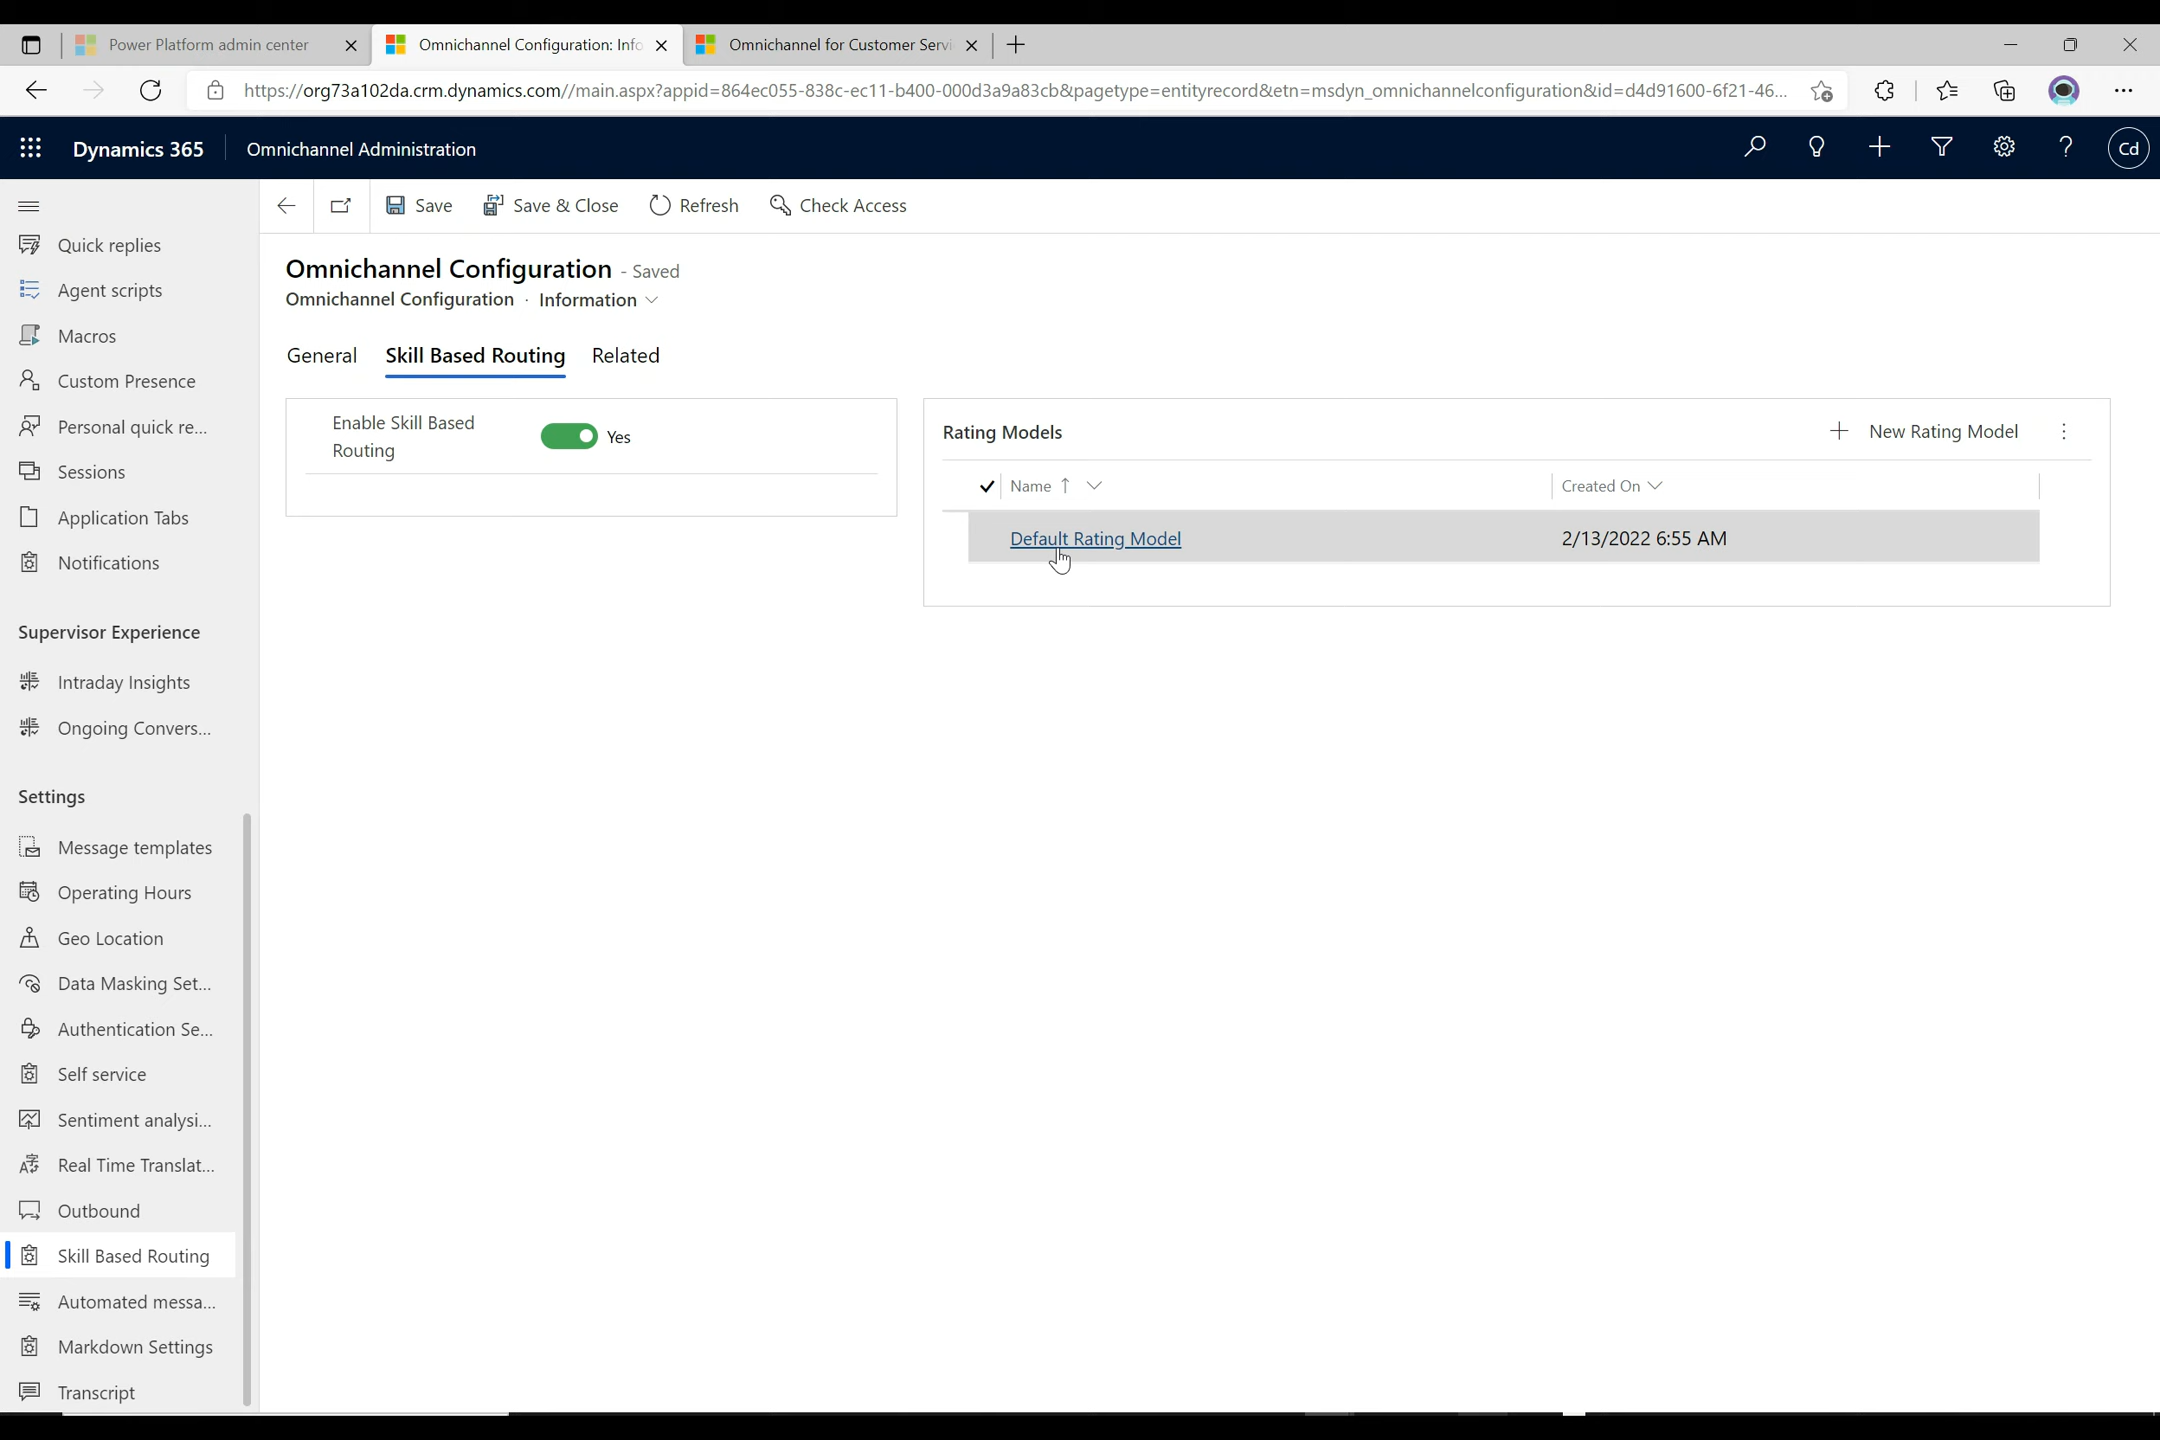 Power Platform admin center
Omnichannel Configuration: Info
Omnichannel for Customer Servi
https://org73a102da.crm.dynamics.com//main.aspx?appid=864ec055-838c-ec11-b400-000d3a9a83cb&pagetype=entityrecord&etn=msdyn_omnichannelconfiguration&id=d4d91600-6f21-46...
Dynamics 365
Omnichannel Administration
Cd
Save
Save & Close
Refresh
Check Access
Quick replies
Agent scripts
Macros
Custom Presence
Personal quick re...
Sessions
Application Tabs
Notifications
Supervisor Experience
Intraday Insights
Ongoing Convers...
Settings
Message templates
Operating Hours
Geo Location
Data Masking Set...
Authentication Se...
Self service
Sentiment analysi...
Real Time Translat...
Outbound
Skill Based Routing
Automated messa...
Markdown Settings
Transcript
Omnichannel Configuration - Saved
Omnichannel Configuration · Information
General
Skill Based Routing
Related
Enable Skill Based
Routing
Yes
Rating Models
New Rating Model
Name
Created On
Default Rating Model
2/13/2022 6:55 AM